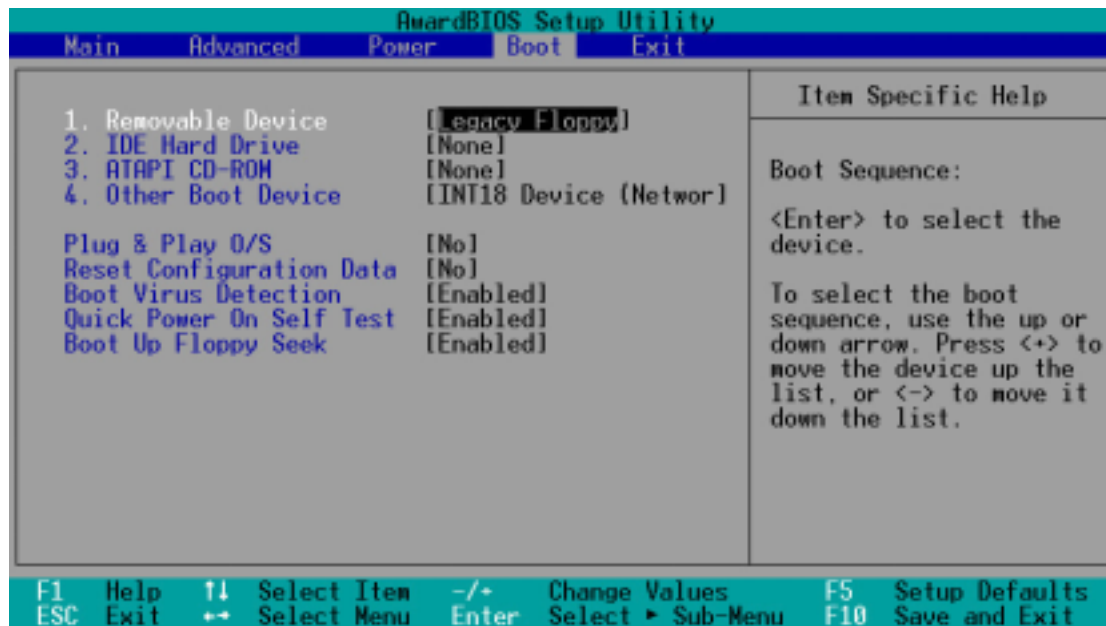 AwardBIOS Setup Utility
Main Advanced Power Boot Exit
1. Removable Device [Legacy Floppy]
2. IDE Hard Drive [None]
3. ATAPI CD-ROM [None]
4. Other Boot Device [INT18 Device (Networ]
Plug & Play O/S [No]
Reset Configuration Data [No]
Boot Virus Detection [Enabled]
Quick Power On Self Test [Enabled]
Boot Up Floppy Seek [Enabled]
Item Specific Help
Boot Sequence:
<Enter> to select the
device.
To select the boot
sequence, use the up or
down arrow. Press <+> to
move the device up the
list, or <-> to move it
down the list.
F1 Help ↑↓ Select Item -/+ Change Values F5 Setup Defaults
ESC Exit ←→ Select Menu Enter Select ► Sub-Menu F10 Save and Exit